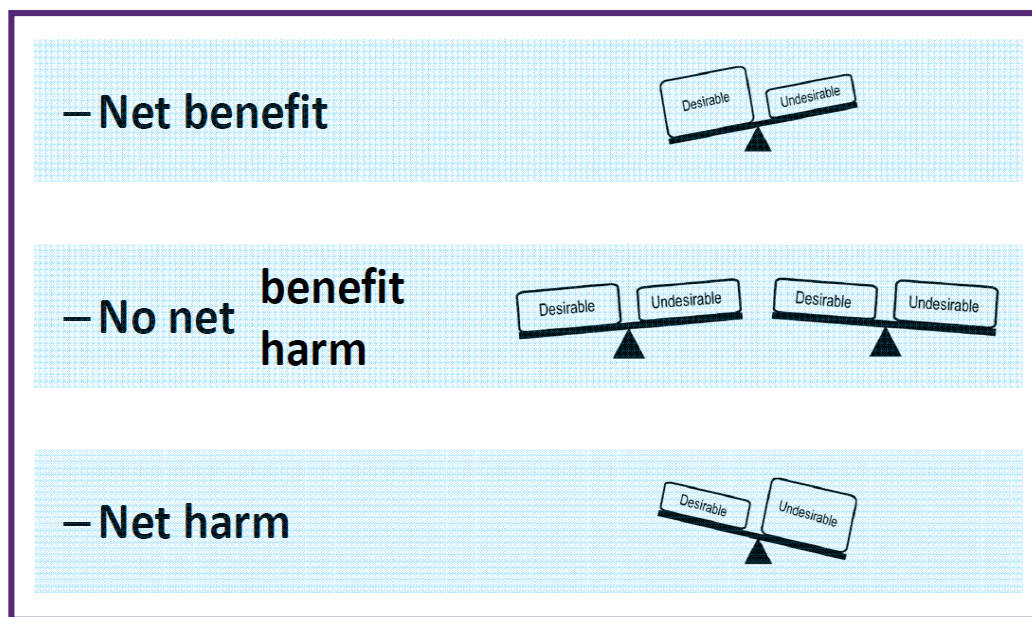 – Net benefit
Desirable Undesirable
– No net benefit
harm
Desirable Undesirable Desirable Undesirable
– Net harm
Desirable Undesirable